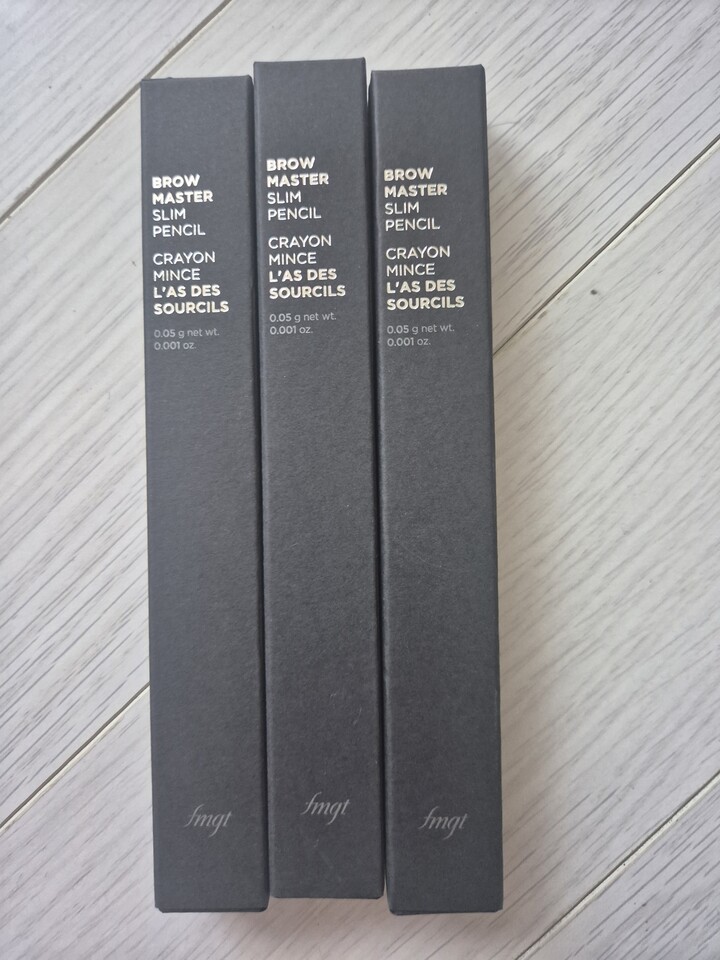 BROW
MASTER
SLIM
PENCIL
CRAYON
MINCE
L'AS DES
SOURCILS
0.05 g net wt.
0.001 oz.
fmgt
BROW
MASTER
SLIM
PENCIL
CRAYON
MINCE
L'AS DES
SOURCILS
0.05 g net wt.
0.001 oz.
fmgt
BROW
MASTER
SLIM
PENCIL
CRAYON
MINCE
L'AS DES
SOURCILS
0.05 g net wt.
0.001 oz.
fmgt